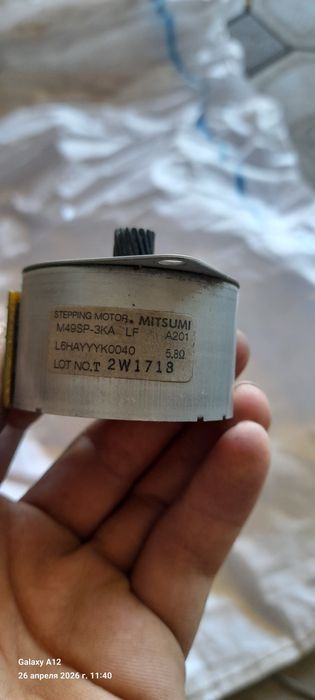 STEPPING MOTOR. MITSUMI
M49SP-3KA LF A201
L6HAYYYK0040 5.8Ω
LOT NO.T 2W1713
Galaxy A12
26 апреля 2026 г. 11:40